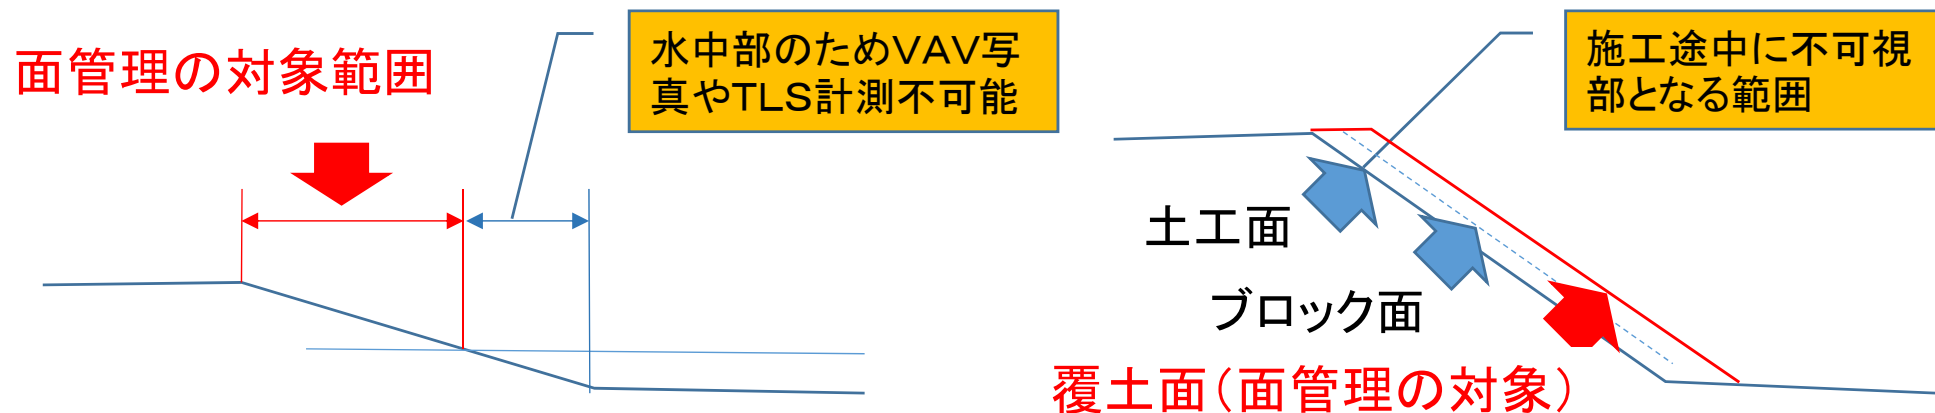 面管理の対象範囲
水中部のためVAV写
真やTLS計測不可能
施工途中に不可視
部となる範囲
土工面
ブロック面
覆土面(面管理の対象)